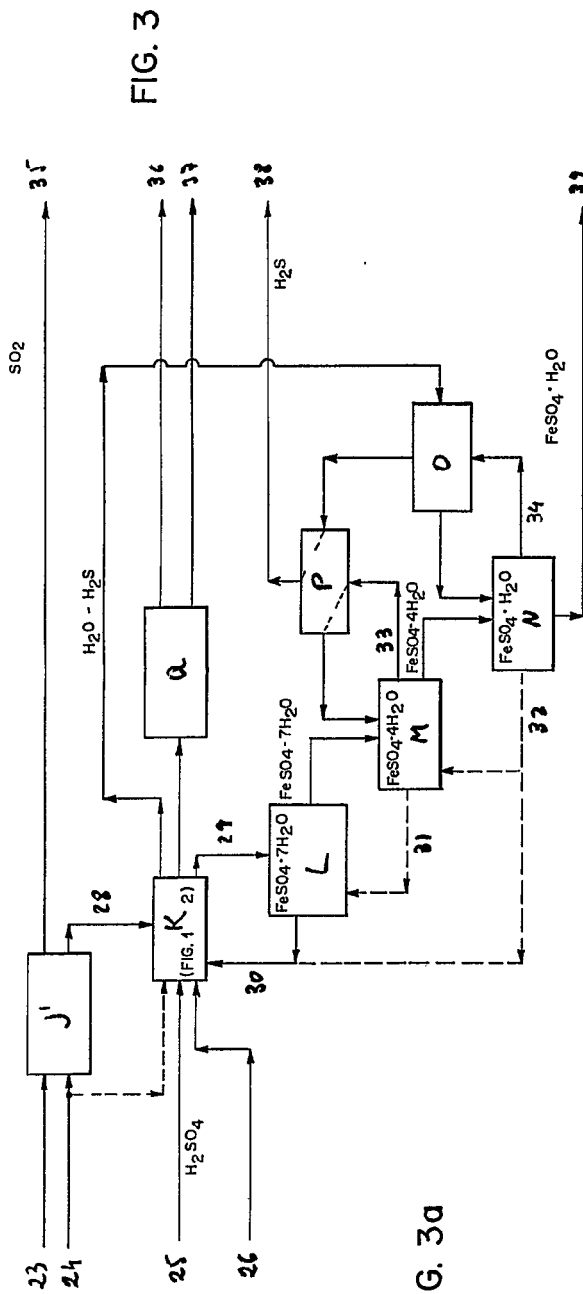 FIG. 3
35
SO2
36
37
38
H2S
39
FeSO4·H2O
H2O - H2S
O
34
P
Q
33
FeSO4-4H2O
FeSO4·H2O
N
FeSO4-7H2O
FeSO4-4H2O
M
32
29
31
FeSO4·7H2O
L
28
K
(FIG. 1 2)
30
J'
H2SO4
23
24
25
26
G. 3a